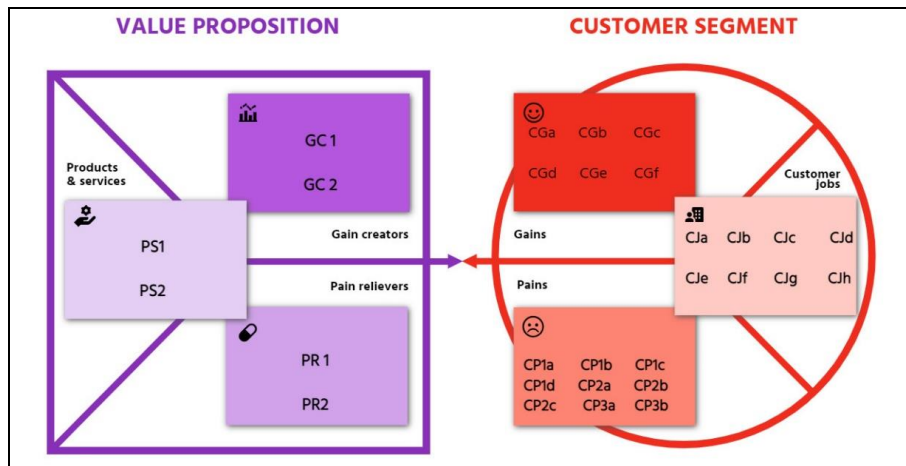 VALUE PROPOSITION
CUSTOMER SEGMENT
GC 1
GC 2
Products
& services
PS1
PS2
Gain creators
Pain relievers
PR 1
PR2
CGa CGb CGc
CGd CGe CGf
Customer
jobs
CJa CJb CJc CJd
CJe CJf CJg CJh
Gains
Pains
CP1a CP1b CP1c
CP1d CP2a CP2b
CP2c CP3a CP3b